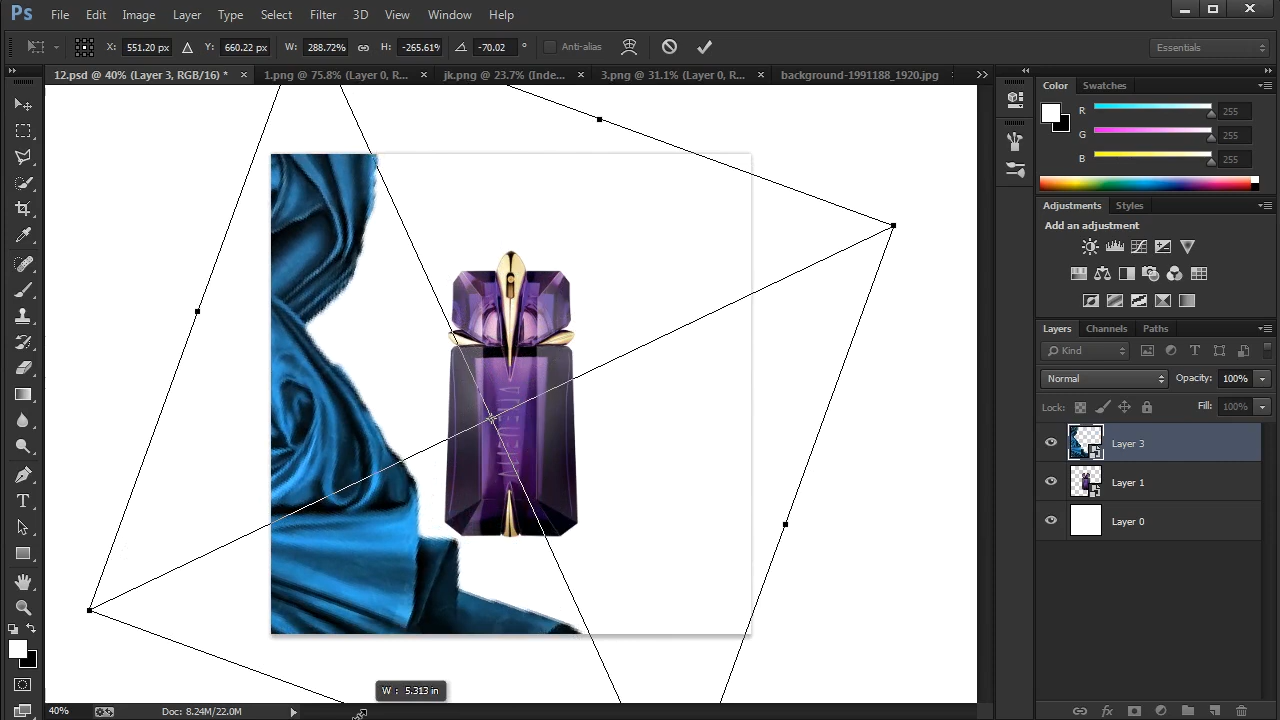 Ps File Edit Image Layer Type Select Filter 3D View Window Help
X: 551.20 px Y: 660.22 px W: 288.72% H: -265.61% -70.02 ° Anti-alias Essentials
12.psd @ 40% (Layer 3, RGB/16) * × 1.png @ 75.8% (Layer 0, R... × jk.png @ 23.7% (Inde... × 3.png @ 31.1% (Layer 0, R... × background-1991188_1920.jpg
Color Swatches
R 255
G 255
B 255
Adjustments Styles
Add an adjustment
Layers Channels Paths
Kind
Normal Opacity: 100%
Lock: Fill: 100%
Layer 3
Layer 1
Layer 0
W : 5.313 in
40% Doc: 8.24M/22.0M